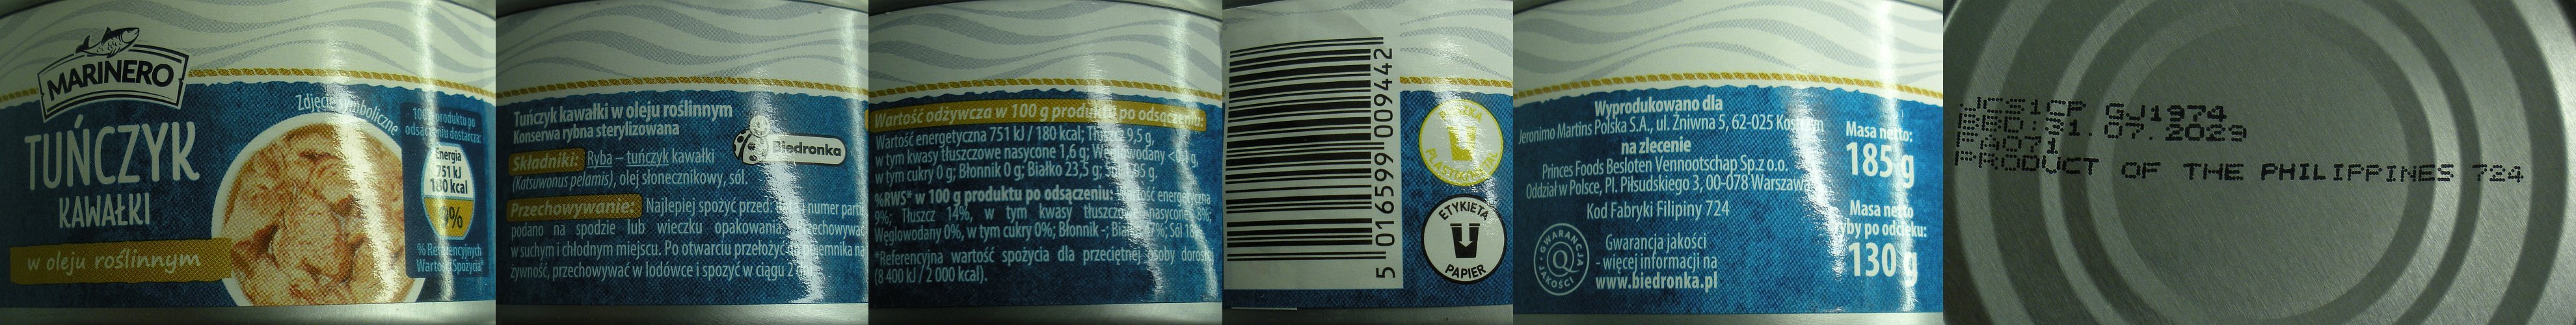 MARINERO
TUŃCZYK
KAWAŁKI
w oleju roślinnym
Zdjęcie symboliczne
100 g produktu po
odsączeniu dostarcza:
Energia
751 kJ
180 kcal
9%
% Referencyjnych
Wartości Spożycia*
Tuńczyk kawałki w oleju roślinnym
Konserwa rybna sterylizowana
Biedronka
Składniki: Ryba – tuńczyk kawałki
(Katsuwonus pelamis), olej słonecznikowy, sól.
Przechowywanie: Najlepiej spożyć przed: data i numer partii
podano na spodzie lub wieczku opakowania. Przechowywać
w suchym i chłodnym miejscu. Po otwarciu przełożyć do pojemnika na
żywność, przechowywać w lodówce i spożyć w ciągu 2
Wartość odżywcza w 100 g produktu po odsączeniu:
Wartość energetyczna 751 kJ / 180 kcal; Tłuszcz 9,5 g,
w tym kwasy tłuszczowe nasycone 1,6 g; Węglowodany <0,1 g,
w tym cukry 0 g; Błonnik 0 g; Białko 23,5 g; Sól
%RWS* w 100 g produktu po odsączeniu: Wartość energetyczna
9%; Tłuszcz 14%, w tym kwasy tłuszczowe nasycone 8%;
Węglowodany 0%, w tym cukry 0%; Błonnik -; Białko 47%; Sól
*Referencyjna wartość spożycia dla przeciętnej osoby dorosłej
(8 400 kJ / 2 000 kcal).
5 016599 009442
PUSZKA
ETYKIETA
PAPIER
Wyprodukowano dla
Jeronimo Martins Polska S.A., ul. Żniwna 5, 62-025 Kostrzyn
na zlecenie
Princes Foods Besloten Vennootschap Sp.z o.o.
Oddział w Polsce, Pl. Piłsudskiego 3, 00-078 Warszawa
Kod Fabryki Filipiny 724
GWARANCJA
Q
JAKOŚCI
Gwarancja jakości
- więcej informacji na
www.biedronka.pl
Masa netto:
185 g
Masa netto
ryby po odcieku:
130 g
JCS1CP GJ1974
BBD:31.07.2029
PH071
PRODUCT OF THE PHILIPPINES 724